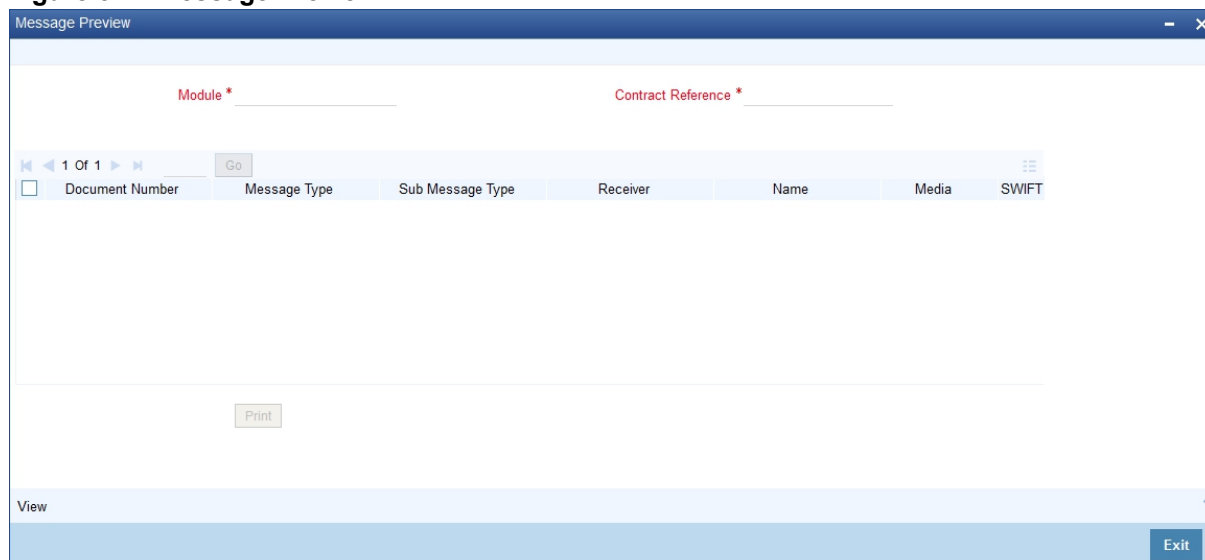 Message Preview
Module * Contract Reference *
1 Of 1 Go
Document Number Message Type Sub Message Type Receiver Name Media SWIFT
Print
View
Exit